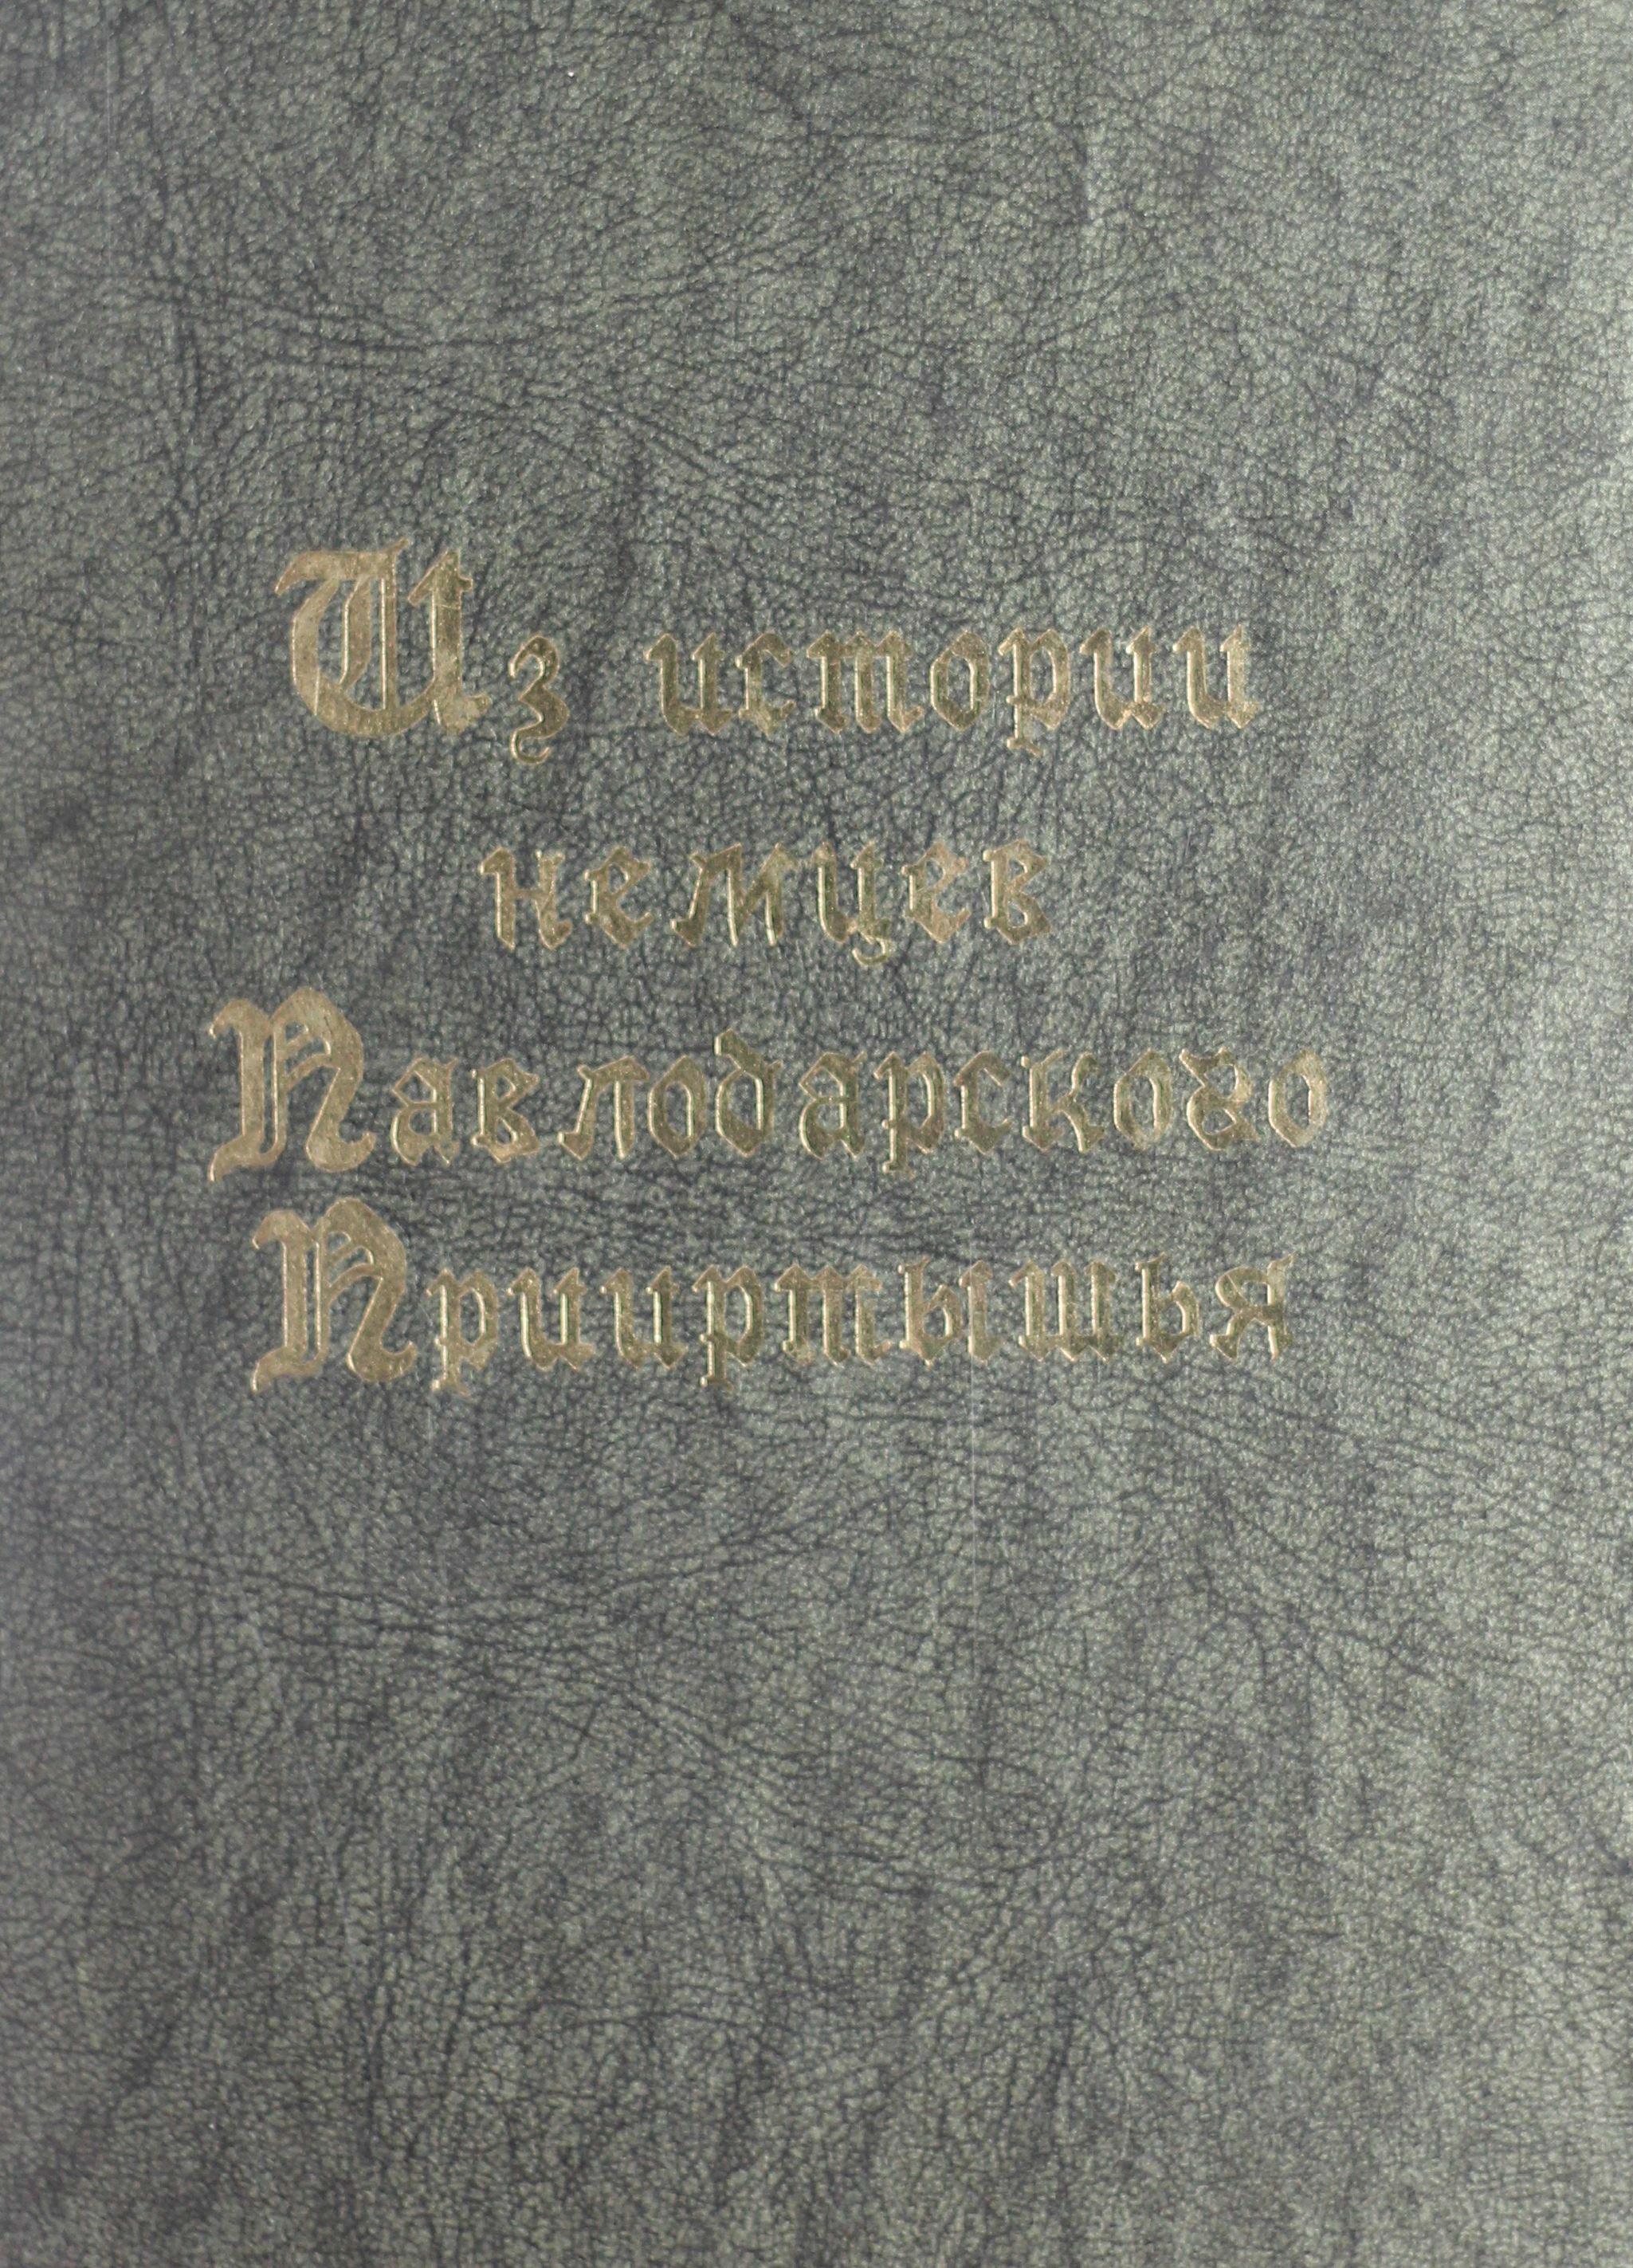 Из истории
немцев
Павлодарского
Прииртышья